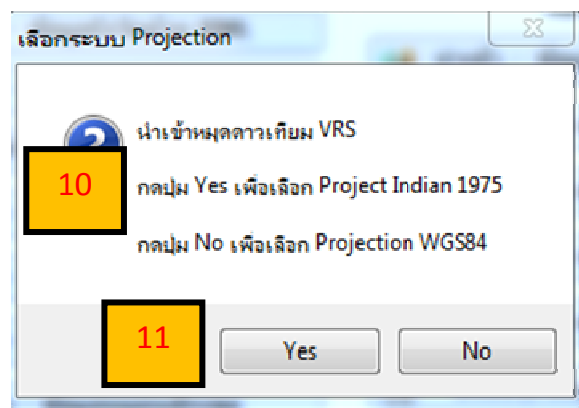 เลือกระบบ Projection
นำเข้าหมุดดาวเทียม VRS
10
กดปุ่ม Yes เพื่อเลือก Project Indian 1975
กดปุ่ม No เพื่อเลือก Projection WGS84
11
Yes
No